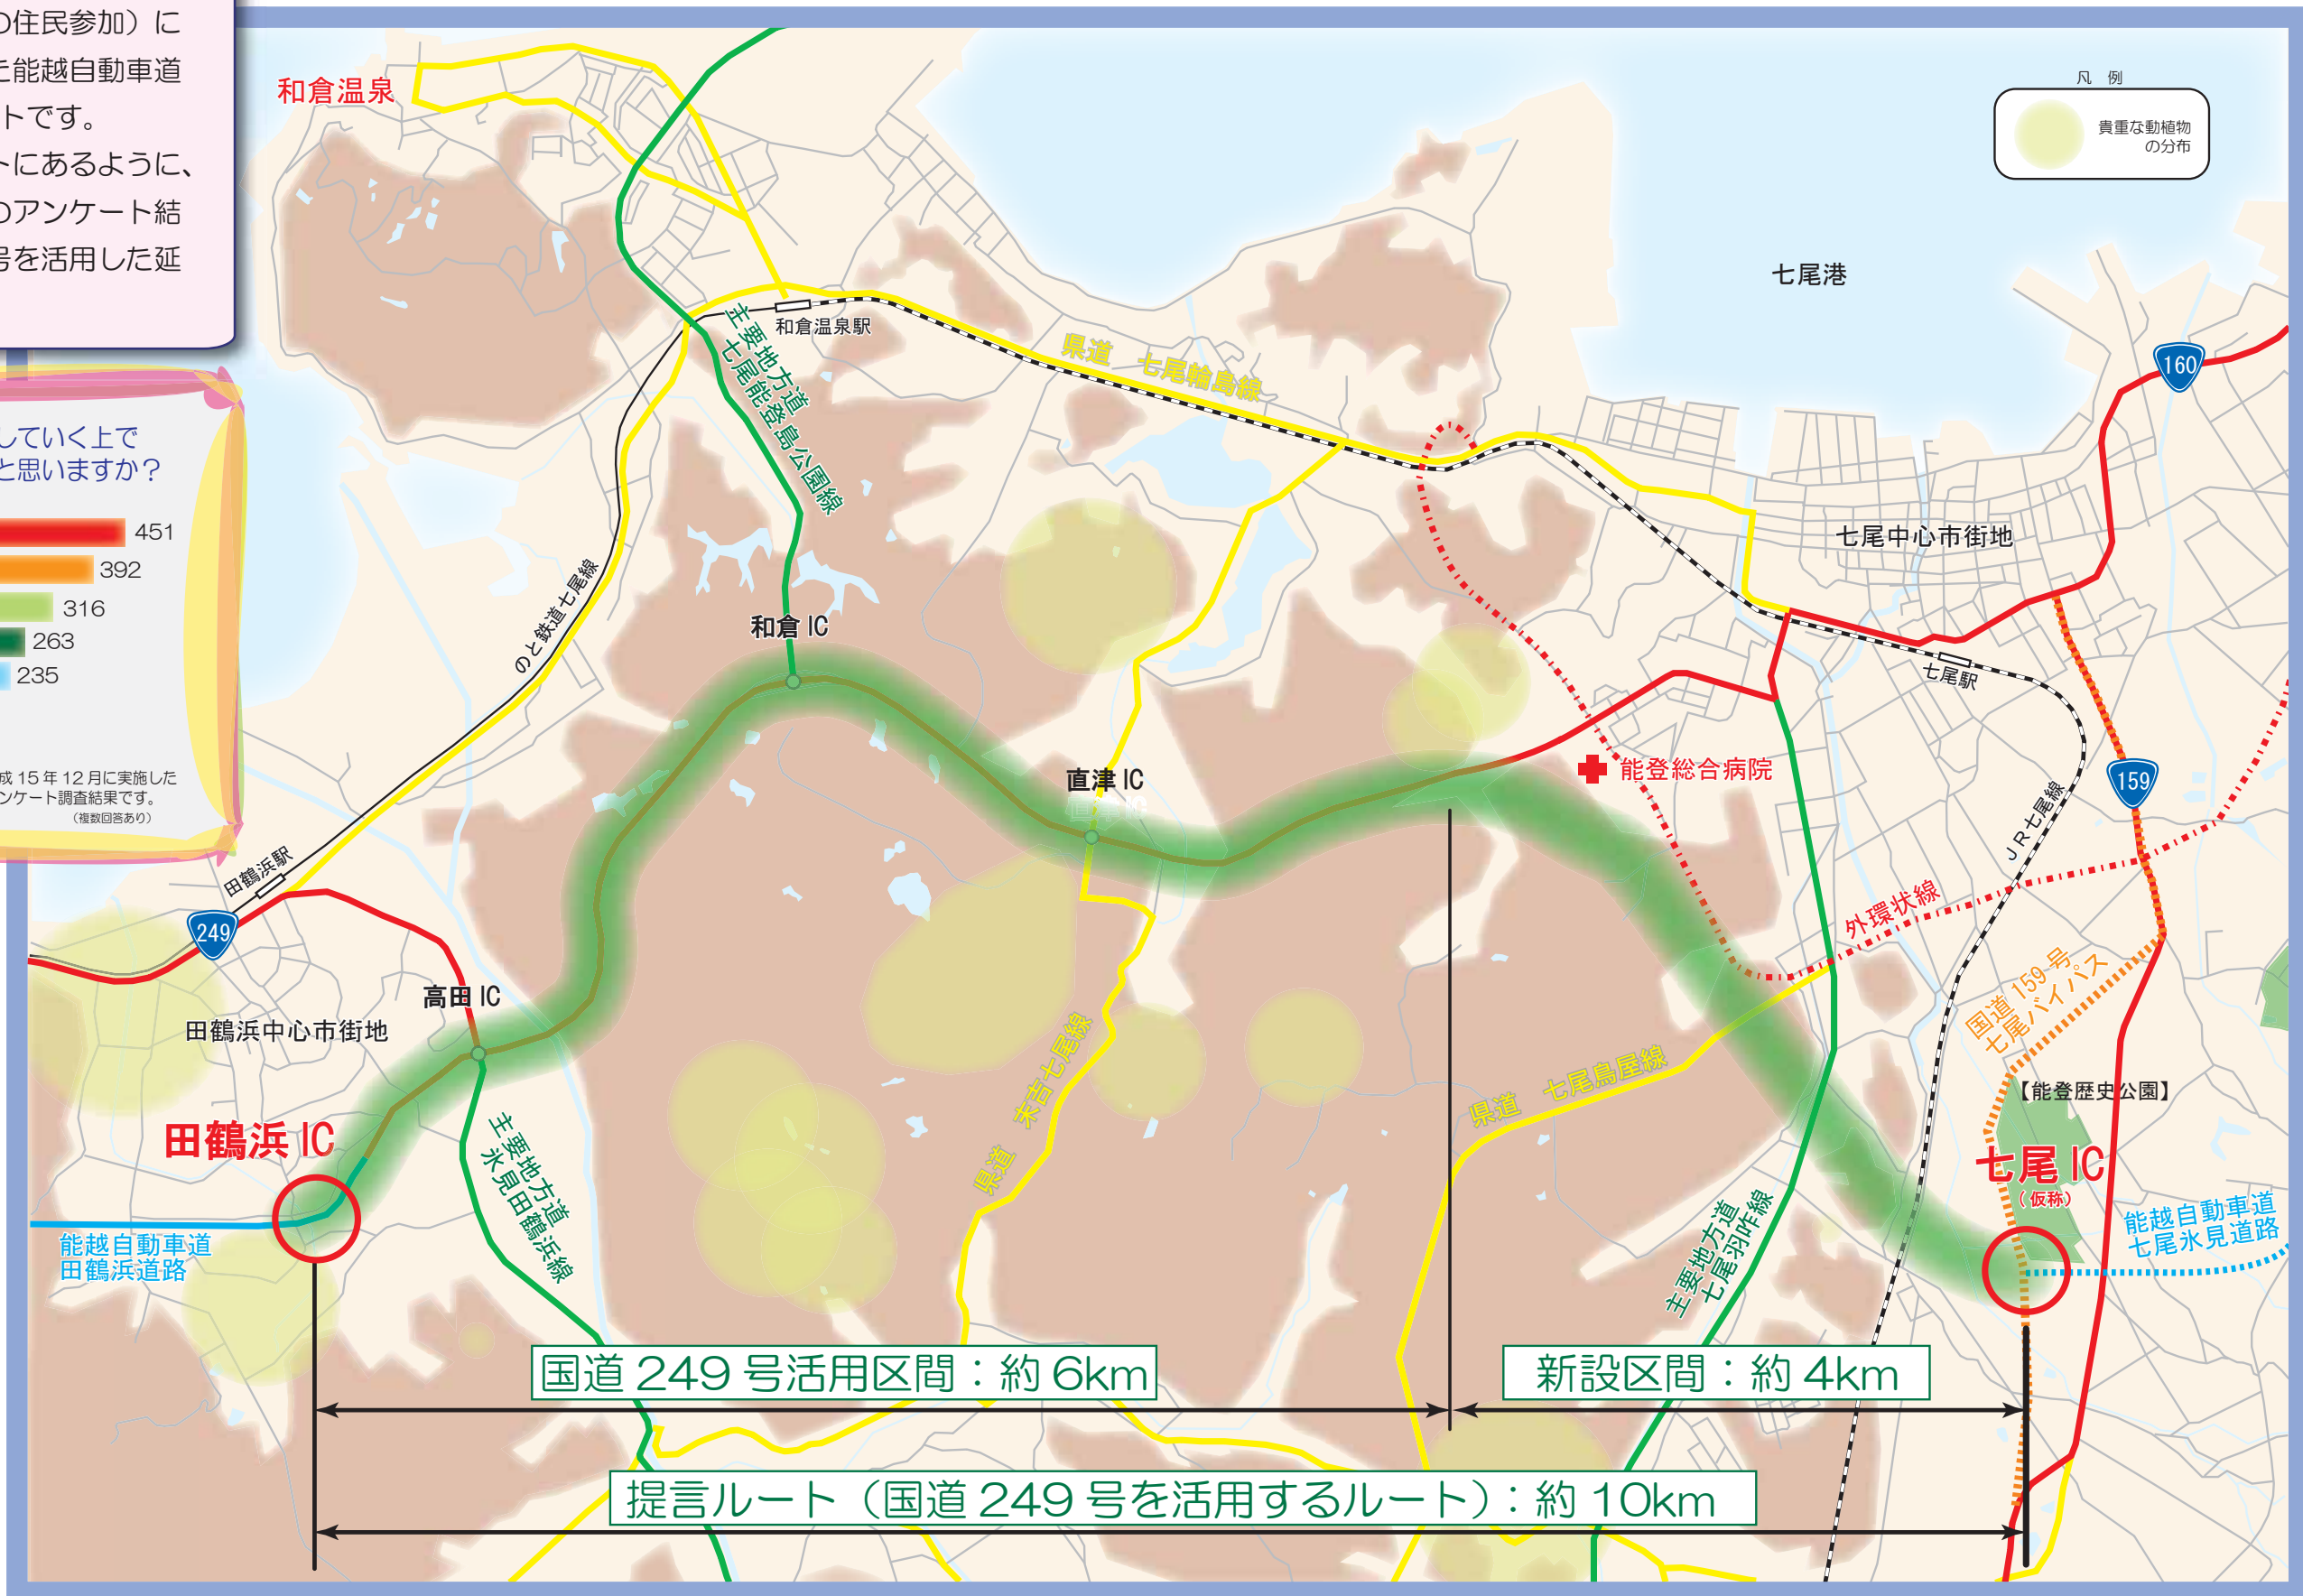 の住民参加）に
能越自動車道
トです。
トにあるように、
のアンケート結
号を活用した延
していく上で
と思いますか？
451
392
316
263
235
成 15 年 12 月に実施した
ンケート調査結果です。
（複数回答あり）
和倉温泉
凡　例
貴重な動植物
の分布
七尾港
160
和倉温泉駅
主要地方道
七尾能登島公園線
県道　七尾輪島線
七尾中心市街地
のと鉄道七尾線
和倉 IC
七尾駅
直津 IC
能登総合病院
159
JR七尾線
田鶴浜駅
249
外環状線
高田 IC
田鶴浜中心市街地
国道 159 号
七尾バイパス
県道　末吉七尾線
県道　七尾鳥屋線
【能登歴史公園】
田鶴浜 IC
七尾 IC
（仮称）
主要地方道
氷見田鶴浜線
主要地方道
七尾羽咋線
能越自動車道
田鶴浜道路
能越自動車道
七尾氷見道路
国道 249 号活用区間：約 6km
新設区間：約 4km
提言ルート（国道 249 号を活用するルート）：約 10km